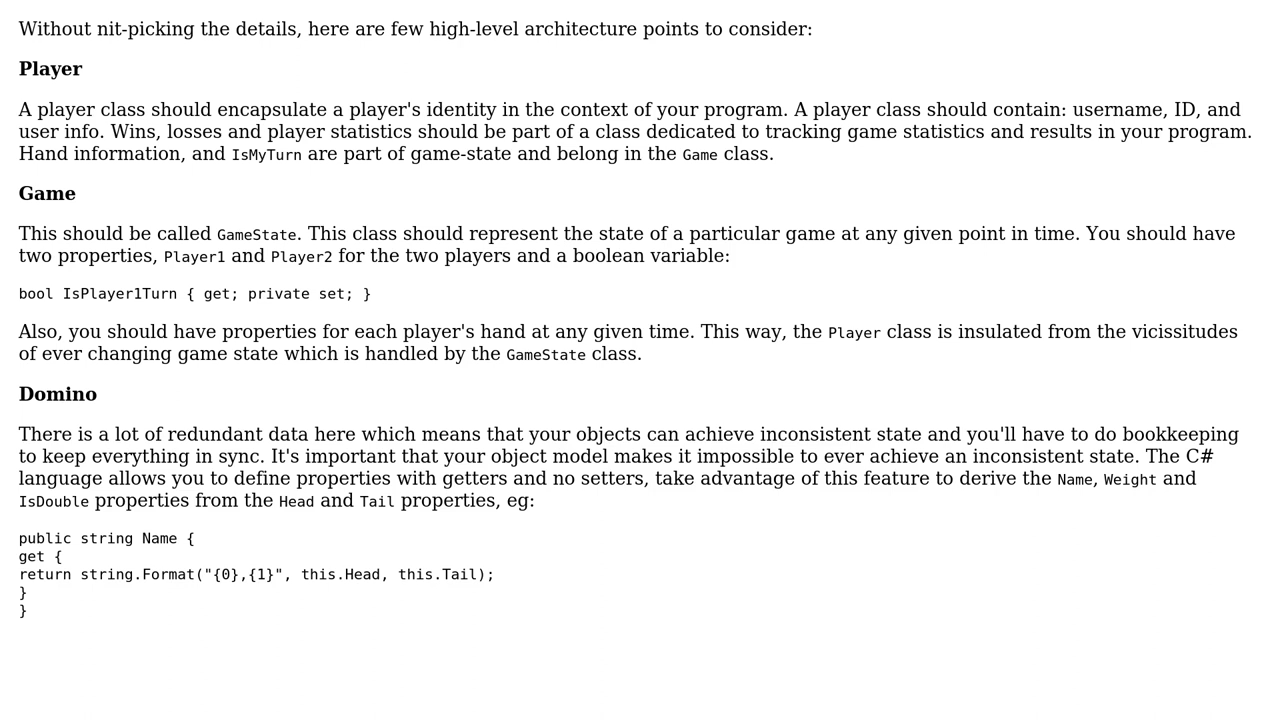 Without nit-picking the details, here are few high-level architecture points to consider:
Player
A player class should encapsulate a player's identity in the context of your program. A player class should contain: username, ID, and
user info. Wins, losses and player statistics should be part of a class dedicated to tracking game statistics and results in your program.
Hand information, and IsMyTurn are part of game-state and belong in the Game class.
Game
This should be called GameState. This class should represent the state of a particular game at any given point in time. You should have
two properties, Player1 and Player2 for the two players and a boolean variable:
bool IsPlayer1Turn { get; private set; }
Also, you should have properties for each player's hand at any given time. This way, the Player class is insulated from the vicissitudes
of ever changing game state which is handled by the GameState class.
Domino
There is a lot of redundant data here which means that your objects can achieve inconsistent state and you'll have to do bookkeeping
to keep everything in sync. It's important that your object model makes it impossible to ever achieve an inconsistent state. The C#
language allows you to define properties with getters and no setters, take advantage of this feature to derive the Name, Weight and
IsDouble properties from the Head and Tail properties, eg:
public string Name {
get {
return string.Format("{0},{1}", this.Head, this.Tail);
}
}